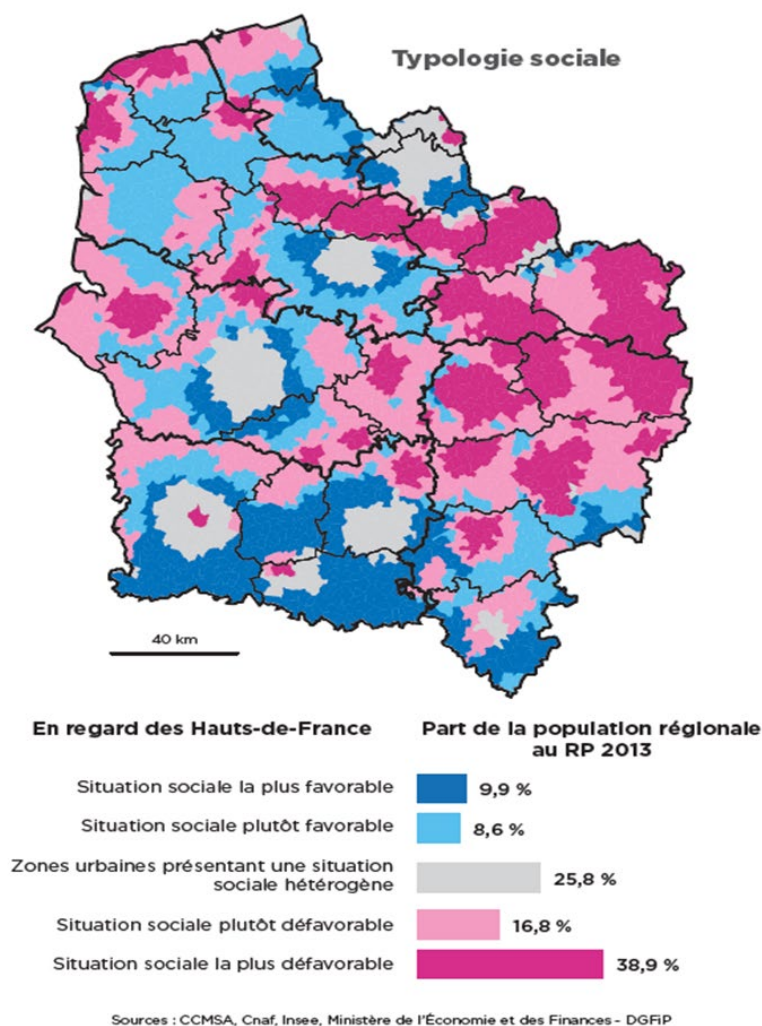 Typologie sociale
40 km
En regard des Hauts-de-France
Part de la population régionale
au RP 2013
Situation sociale la plus favorable
9,9 %
Situation sociale plutôt favorable
8,6 %
Zones urbaines présentant une situation
sociale hétérogène
25,8 %
Situation sociale plutôt défavorable
16,8 %
Situation sociale la plus défavorable
38,9 %
Sources : CCMSA, Cnaf, Insee, Ministère de l'Économie et des Finances - DGFiP